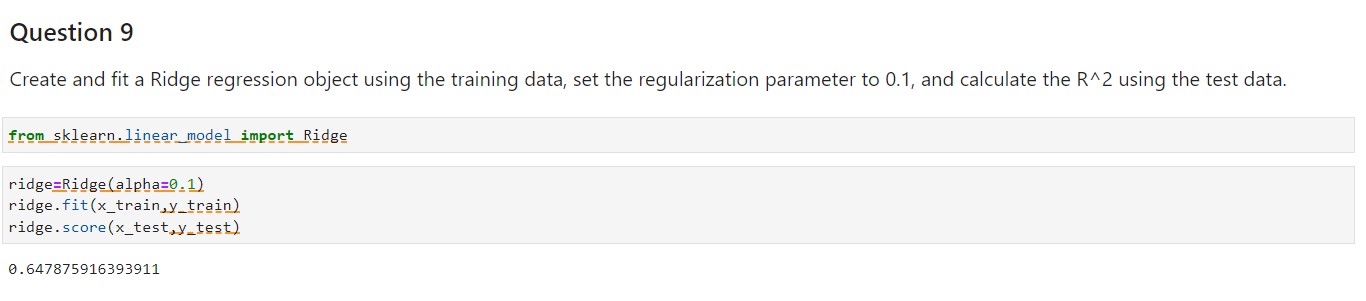 Question 9
Create and fit a Ridge regression object using the training data, set the regularization parameter to 0.1, and calculate the R^2 using the test data.
from sklearn.linear_model import Ridge
ridge=Ridge(alpha=0.1)
ridge.fit(x_train,y_train)
ridge.score(x_test,y_test)
0.647875916393911